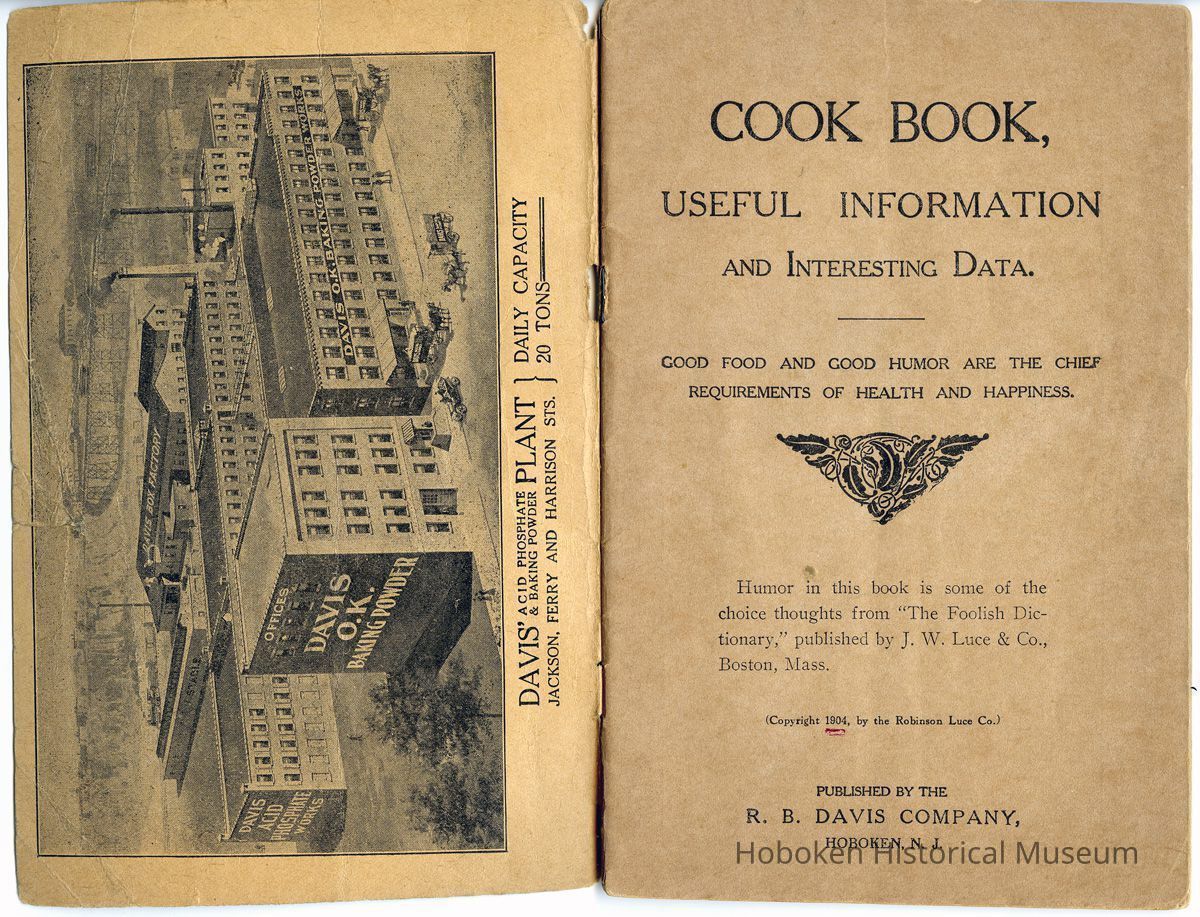 DAVIS O.K. BAKING POWDER WORKS
DAVIS BOX FACTORY
STABLE
OFFICES
DAVIS
O.K.
BAKING POWDER
DAVIS
ACID
PHOSPHATE
WORKS
DAVIS' ACID PHOSPHATE & BAKING POWDER PLANT } DAILY CAPACITY
JACKSON, FERRY AND HARRISON STS. } 20 TONS
COOK BOOK,
USEFUL INFORMATION
AND INTERESTING DATA.
GOOD FOOD AND GOOD HUMOR ARE THE CHIEF
REQUIREMENTS OF HEALTH AND HAPPINESS.
Humor in this book is some of the
choice thoughts from “The Foolish Dic-
tionary,” published by J. W. Luce & Co.,
Boston, Mass.
(Copyright 1904, by the Robinson Luce Co.)
PUBLISHED BY THE
R. B. DAVIS COMPANY,
HOBOKEN, N. J.
Hoboken Historical Museum